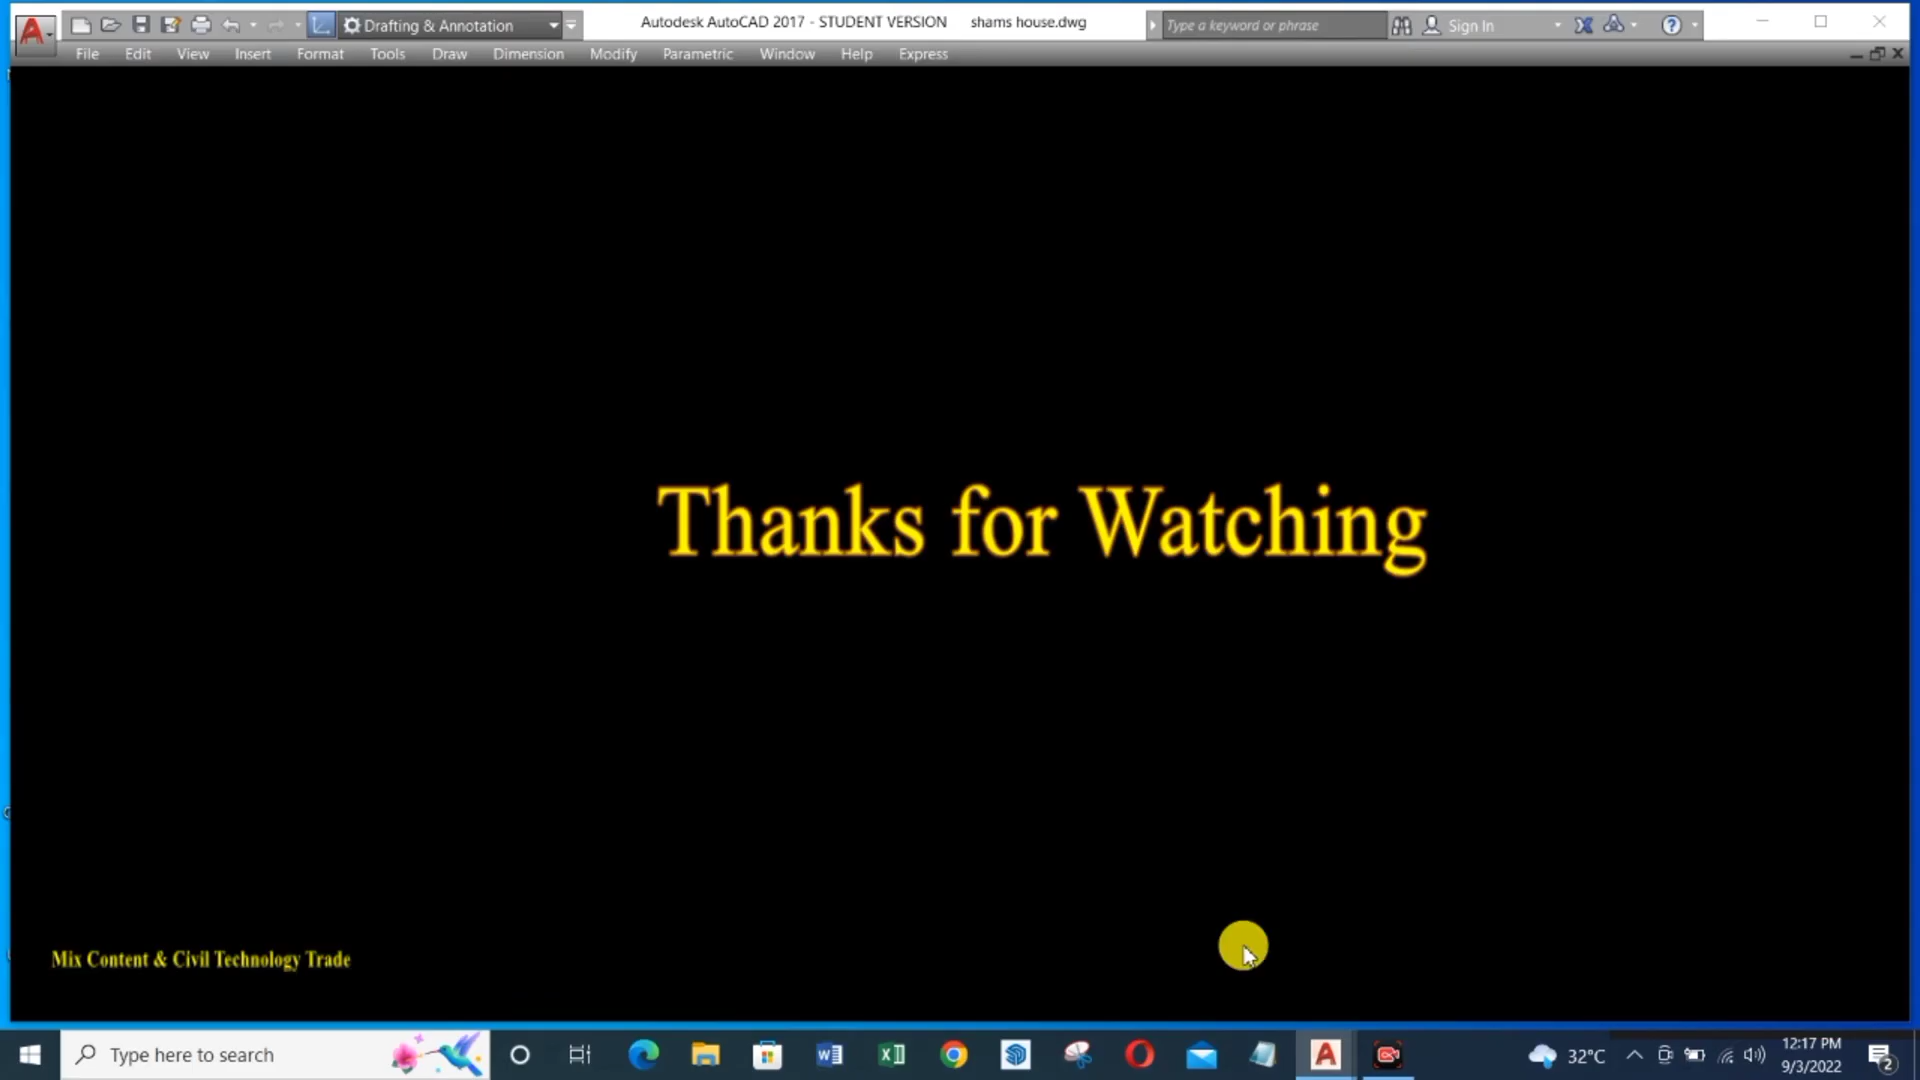 Drafting & Annotation
Autodesk AutoCAD 2017 - STUDENT VERSION shams house.dwg
Type a keyword or phrase
Sign In
File Edit View Insert Format Tools Draw Dimension Modify Parametric Window Help Express
Thanks for Watching
Mix Content & Civil Technology Trade
Type here to search
32°C
12:17 PM
9/3/2022
2